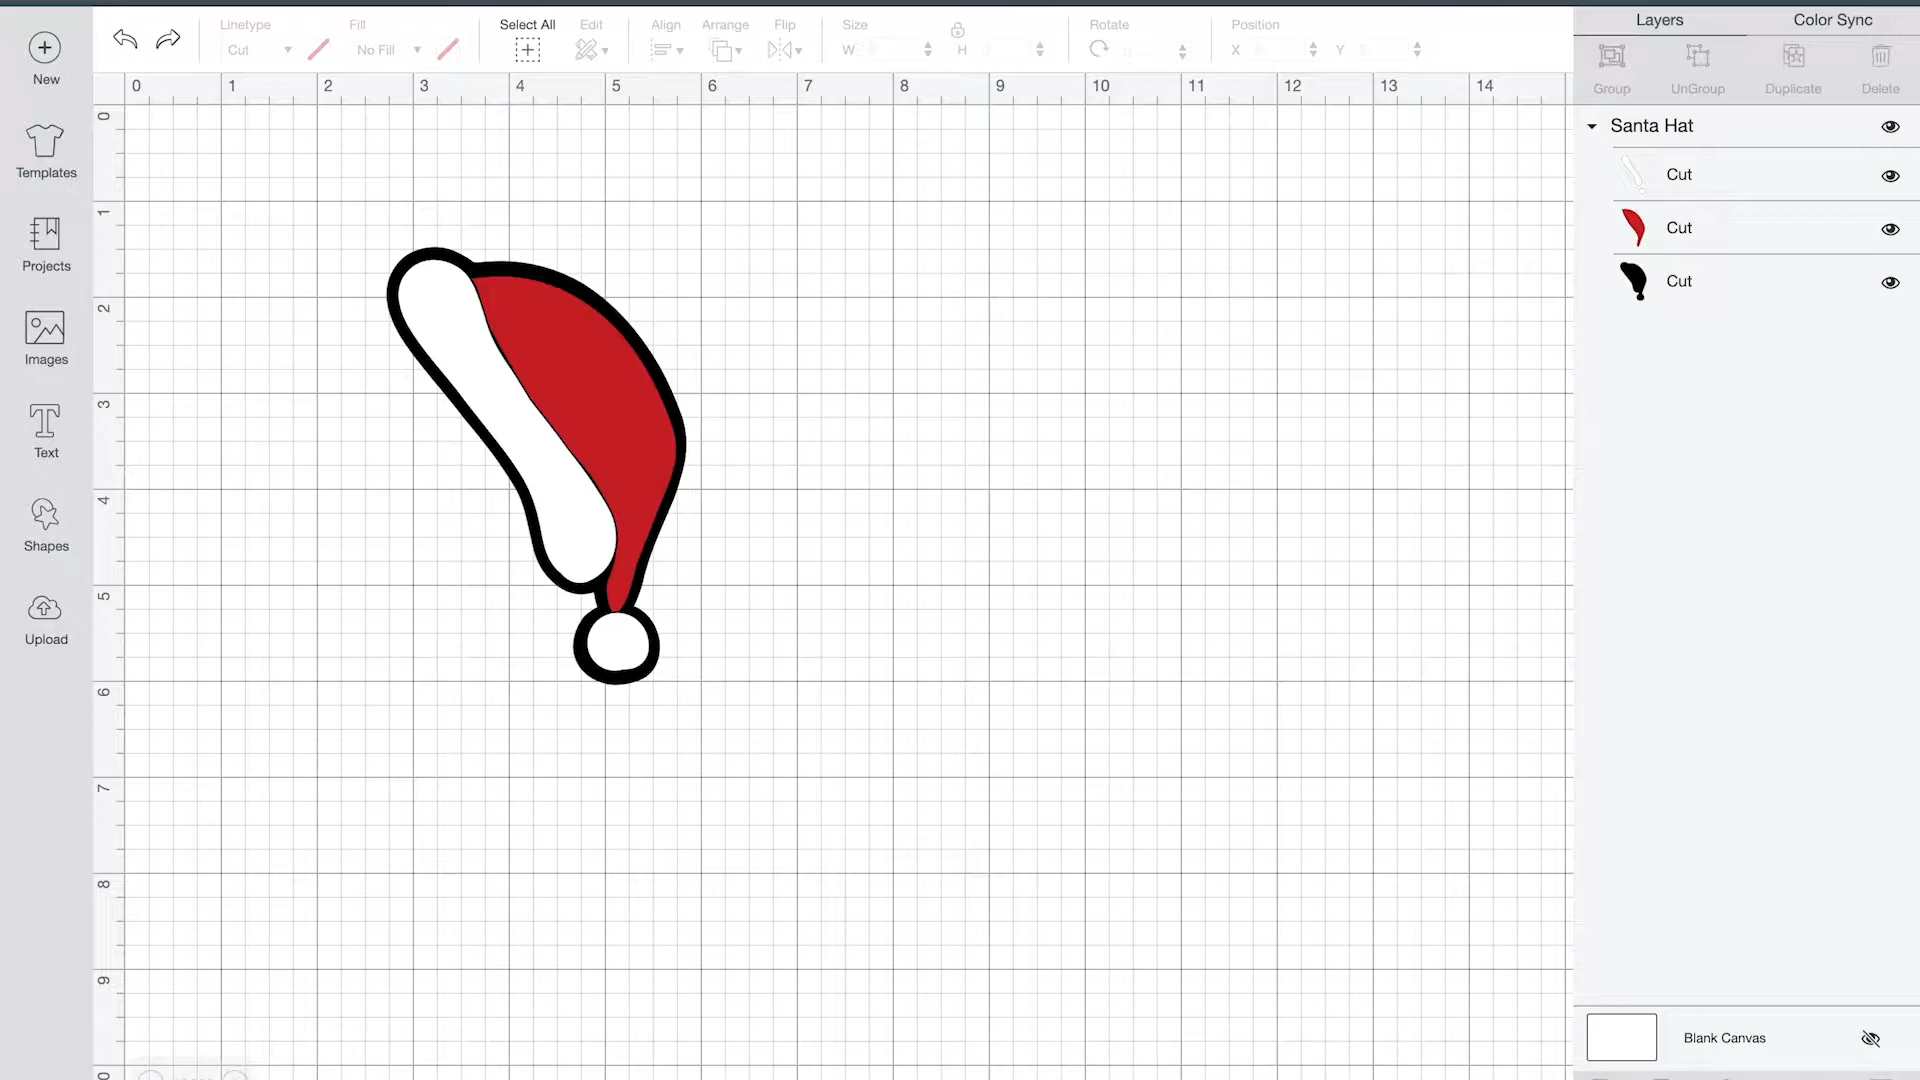 Linetype
Fill
Select All
Edit
Align
Arrange
Flip
Size
Rotate
Position
Cut
No Fill
W
H
X
Y
New
Templates
Projects
Images
Text
Shapes
Upload
0 1 2 3 4 5 6 7 8 9 10 11 12 13 14
0
1
2
3
4
5
6
7
8
9
Layers
Color Sync
Group
UnGroup
Duplicate
Delete
Santa Hat
Cut
Cut
Cut
Blank Canvas